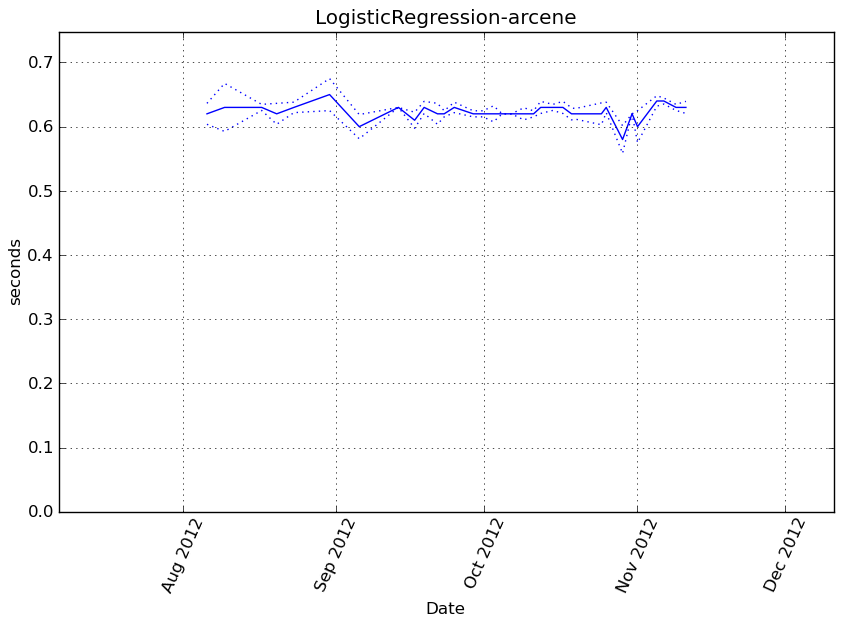 LogisticRegression-arcene
0.7
0.6
0.5
0.4
0.3
0.2
0.1
0.0
seconds
Aug 2012
Sep 2012
Oct 2012
Nov 2012
Dec 2012
Date